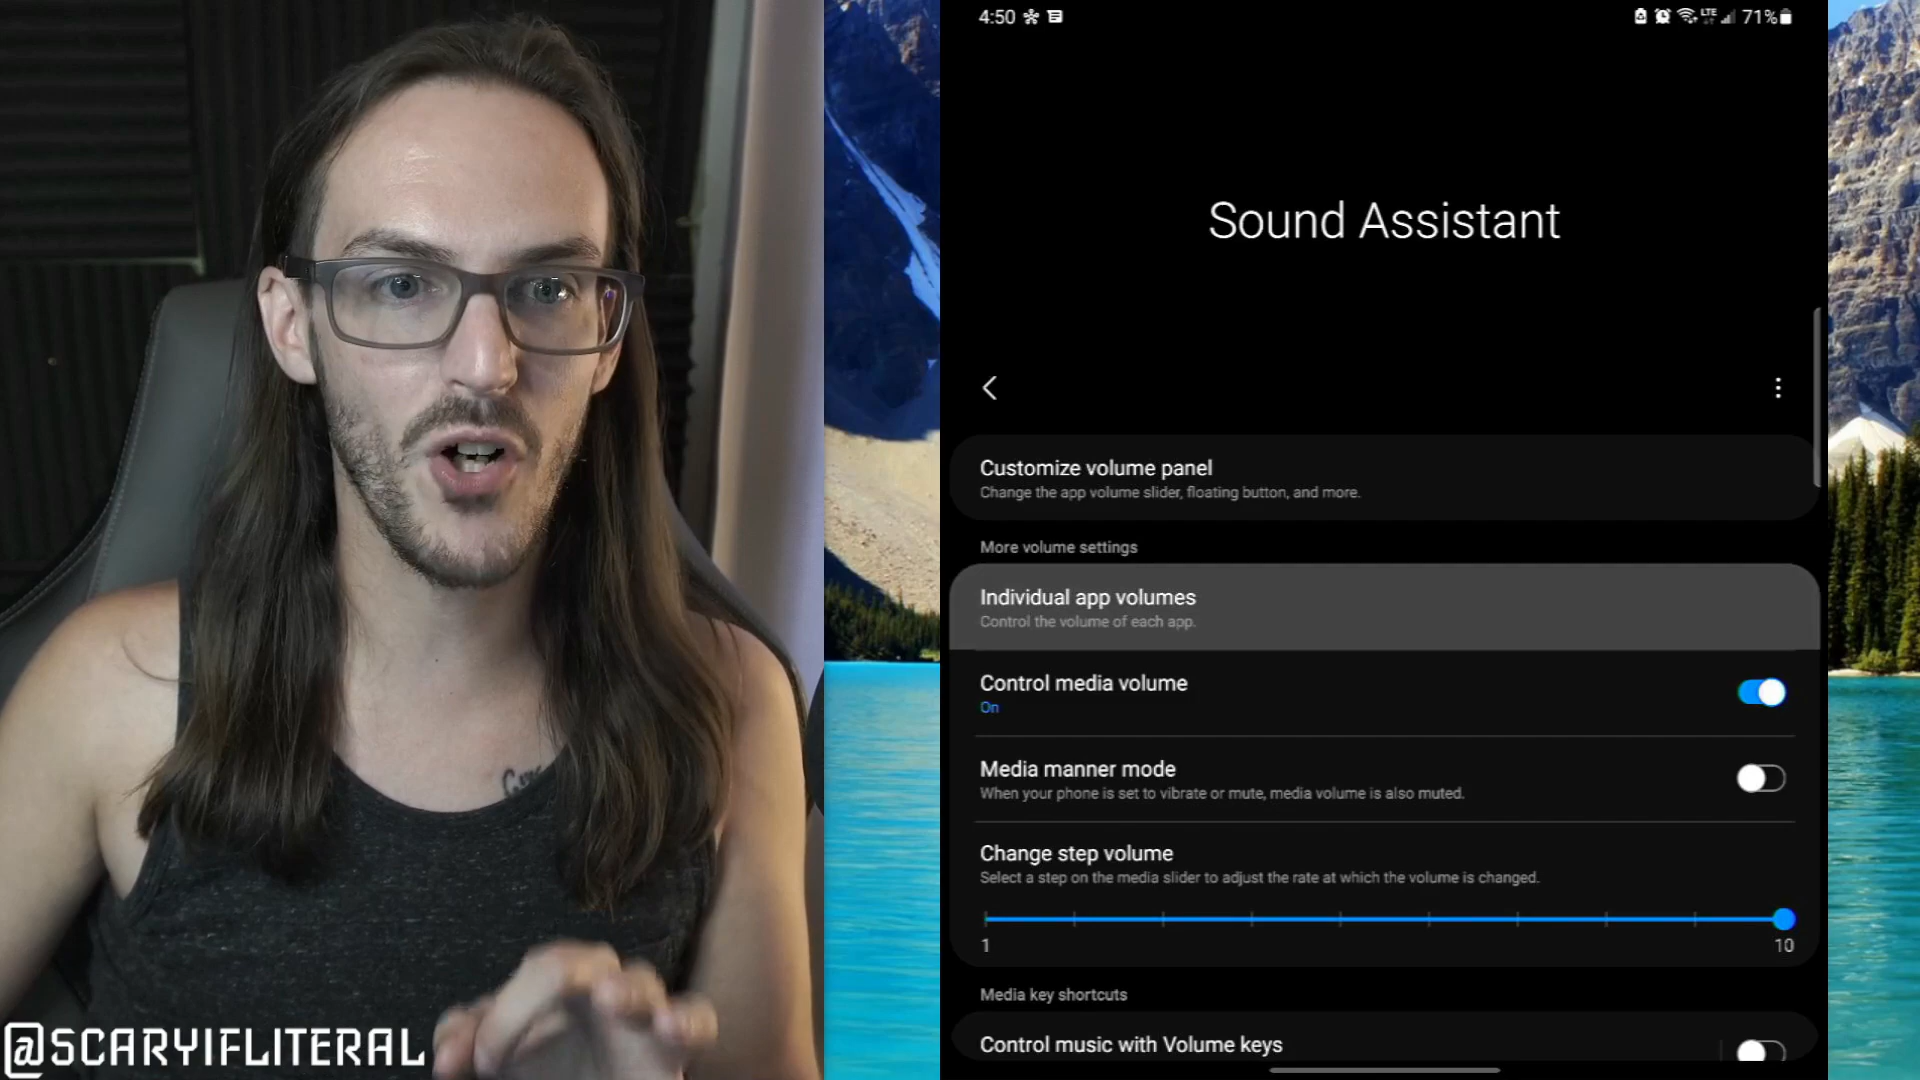 4:50
LTE
71%
Sound Assistant
Customize volume panel
Change the app volume slider, floating button, and more.
More volume settings
Individual app volumes
Control the volume of each app.
Control media volume
On
Media manner mode
When your phone is set to vibrate or mute, media volume is also muted.
Change step volume
Select a step on the media slider to adjust the rate at which the volume is changed.
1
10
Media key shortcuts
Control music with Volume keys
@SCARYIFLITERAL